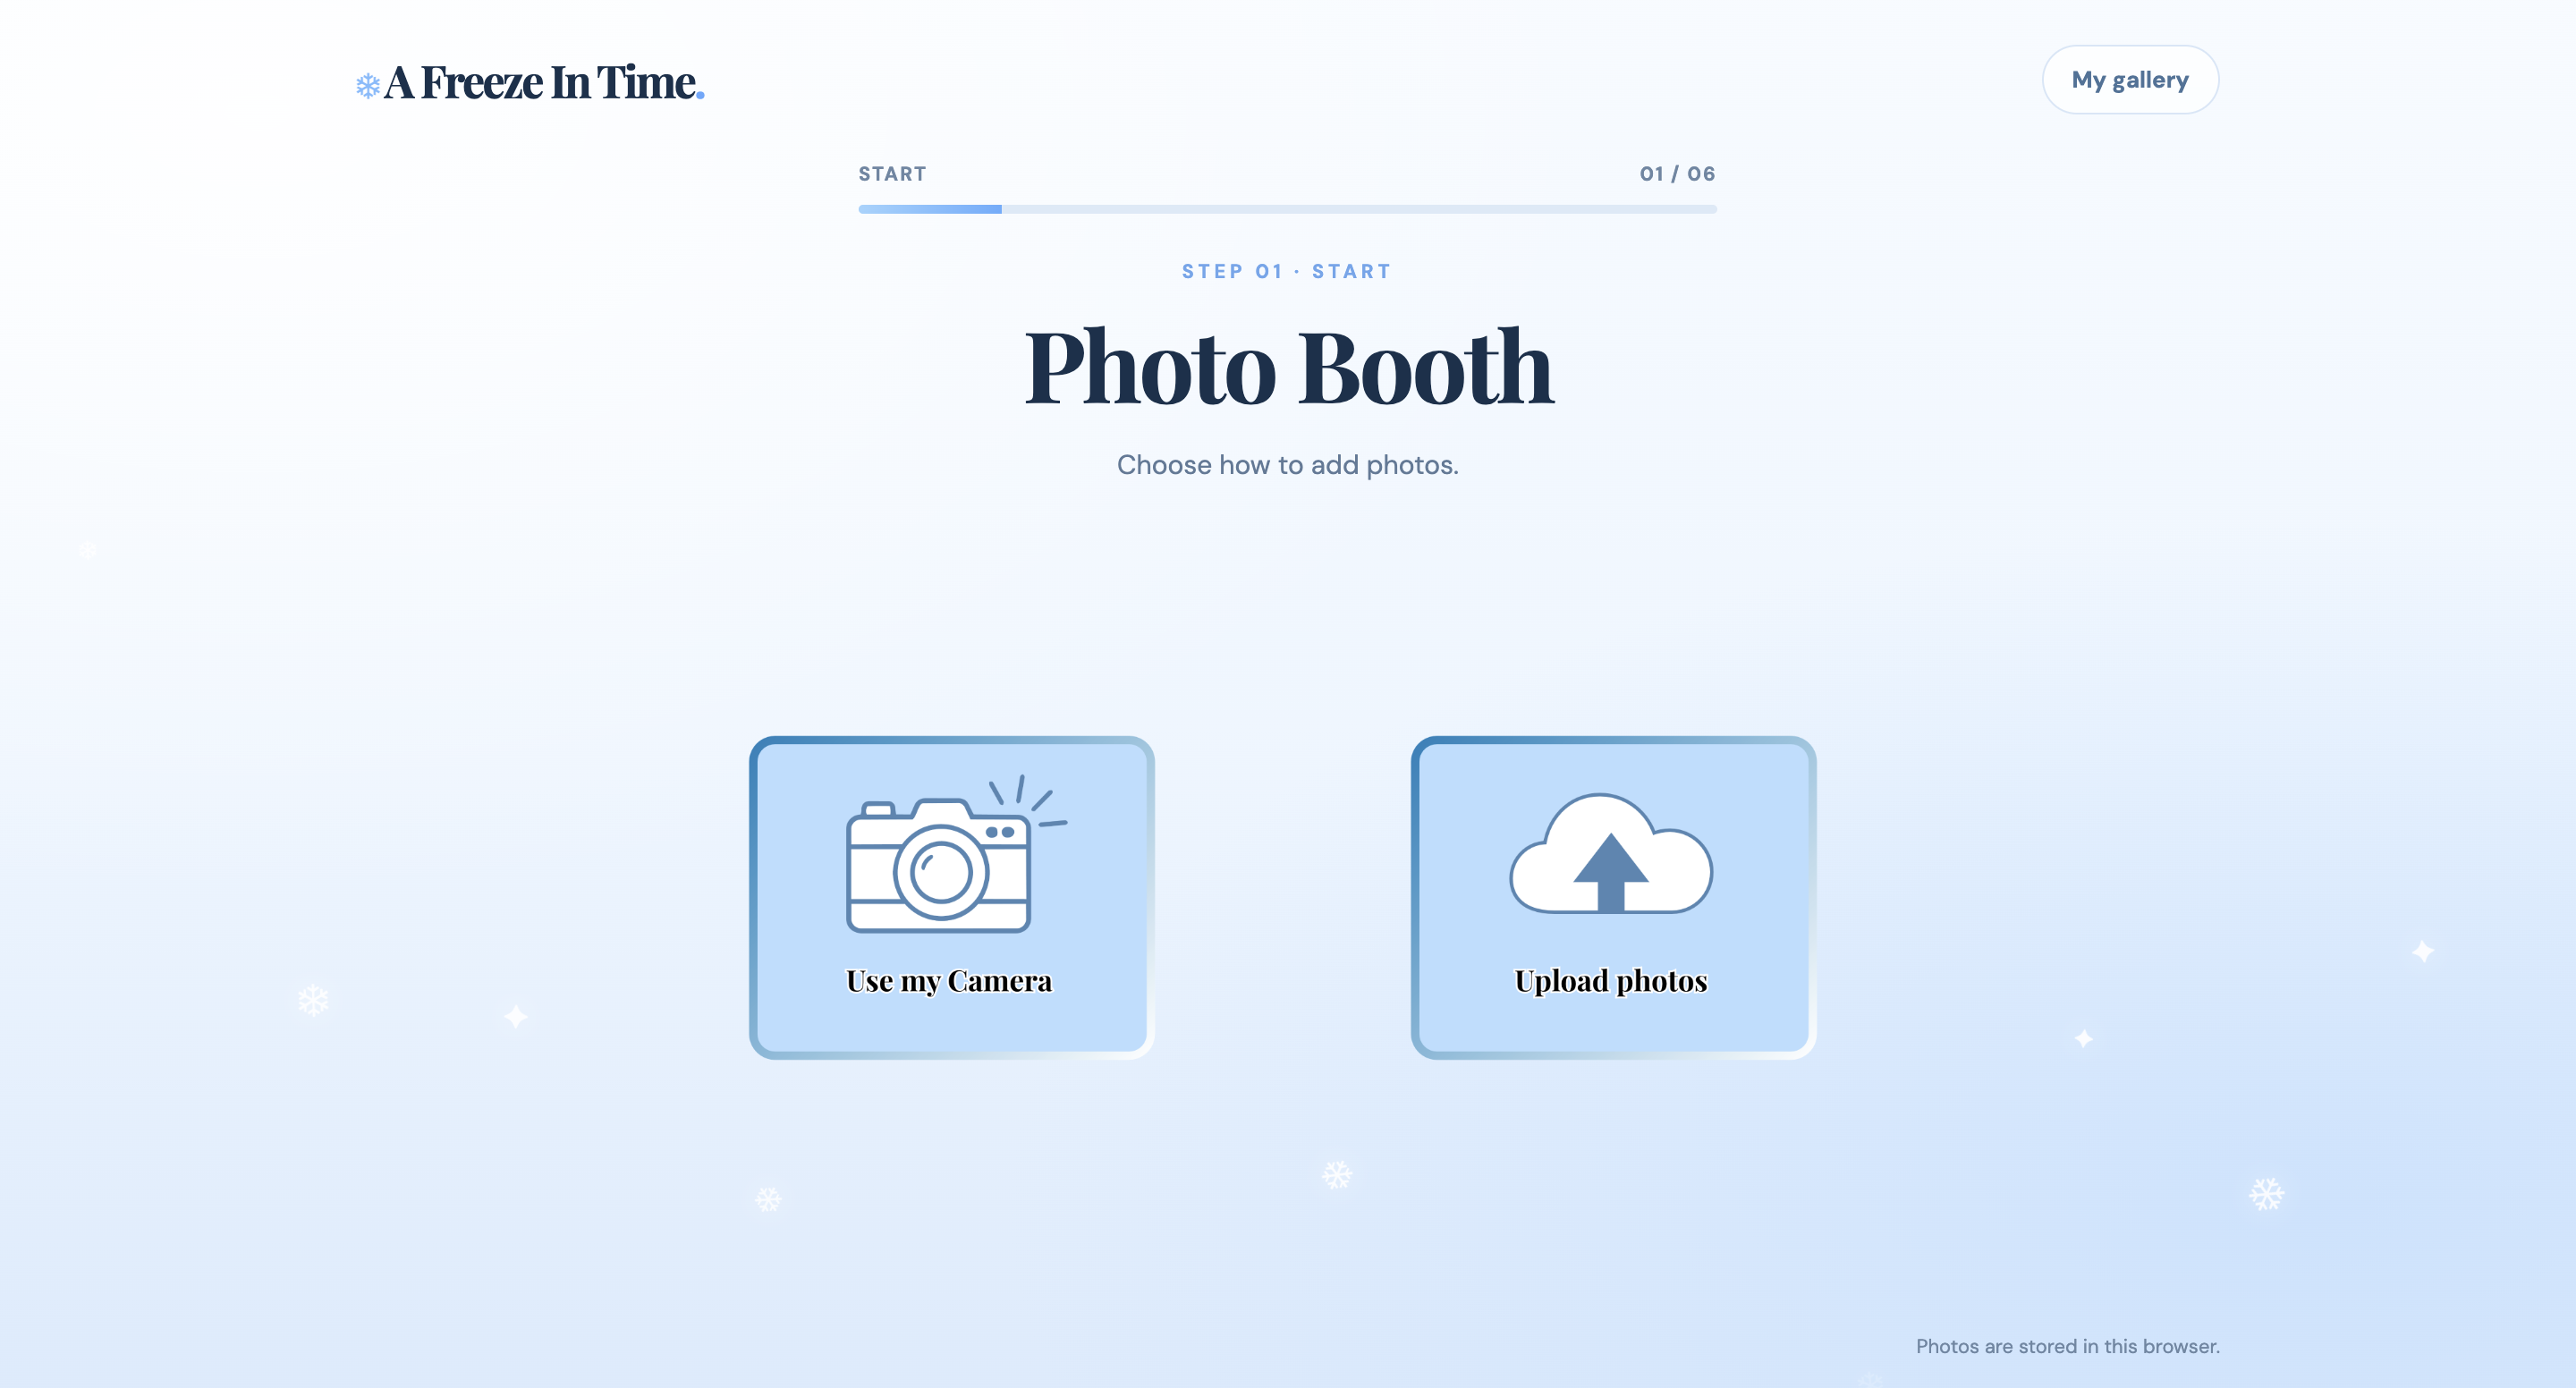 ❄A Freeze In Time.
My gallery
START
01 / 06
STEP 01 · START
Photo Booth
Choose how to add photos.
Use my Camera
Upload photos
Photos are stored in this browser.